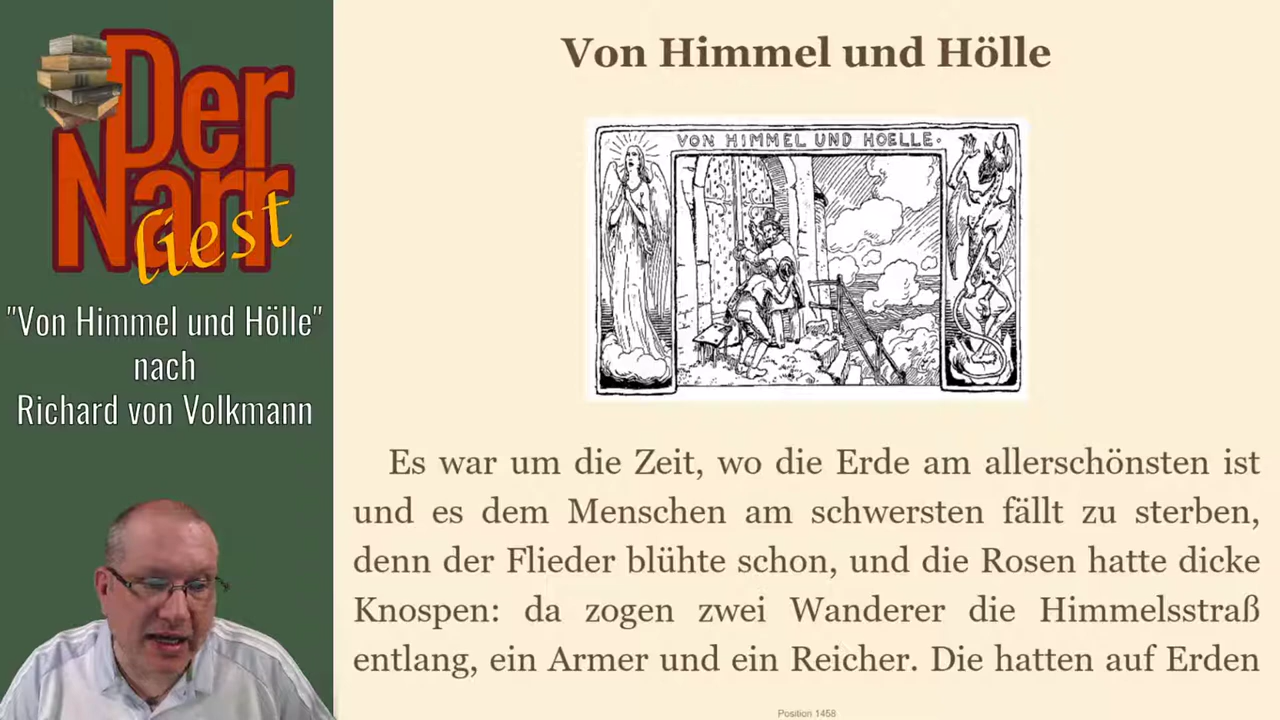 Der
Narr
liest
"Von Himmel und Hölle"
nach
Richard von Volkmann
Von Himmel und Hölle
VON HIMMEL UND HOELLE.
Es war um die Zeit, wo die Erde am allerschönsten ist
und es dem Menschen am schwersten fällt zu sterben,
denn der Flieder blühte schon, und die Rosen hatte dicke
Knospen: da zogen zwei Wanderer die Himmelsstraß
entlang, ein Armer und ein Reicher. Die hatten auf Erden
Position 1458